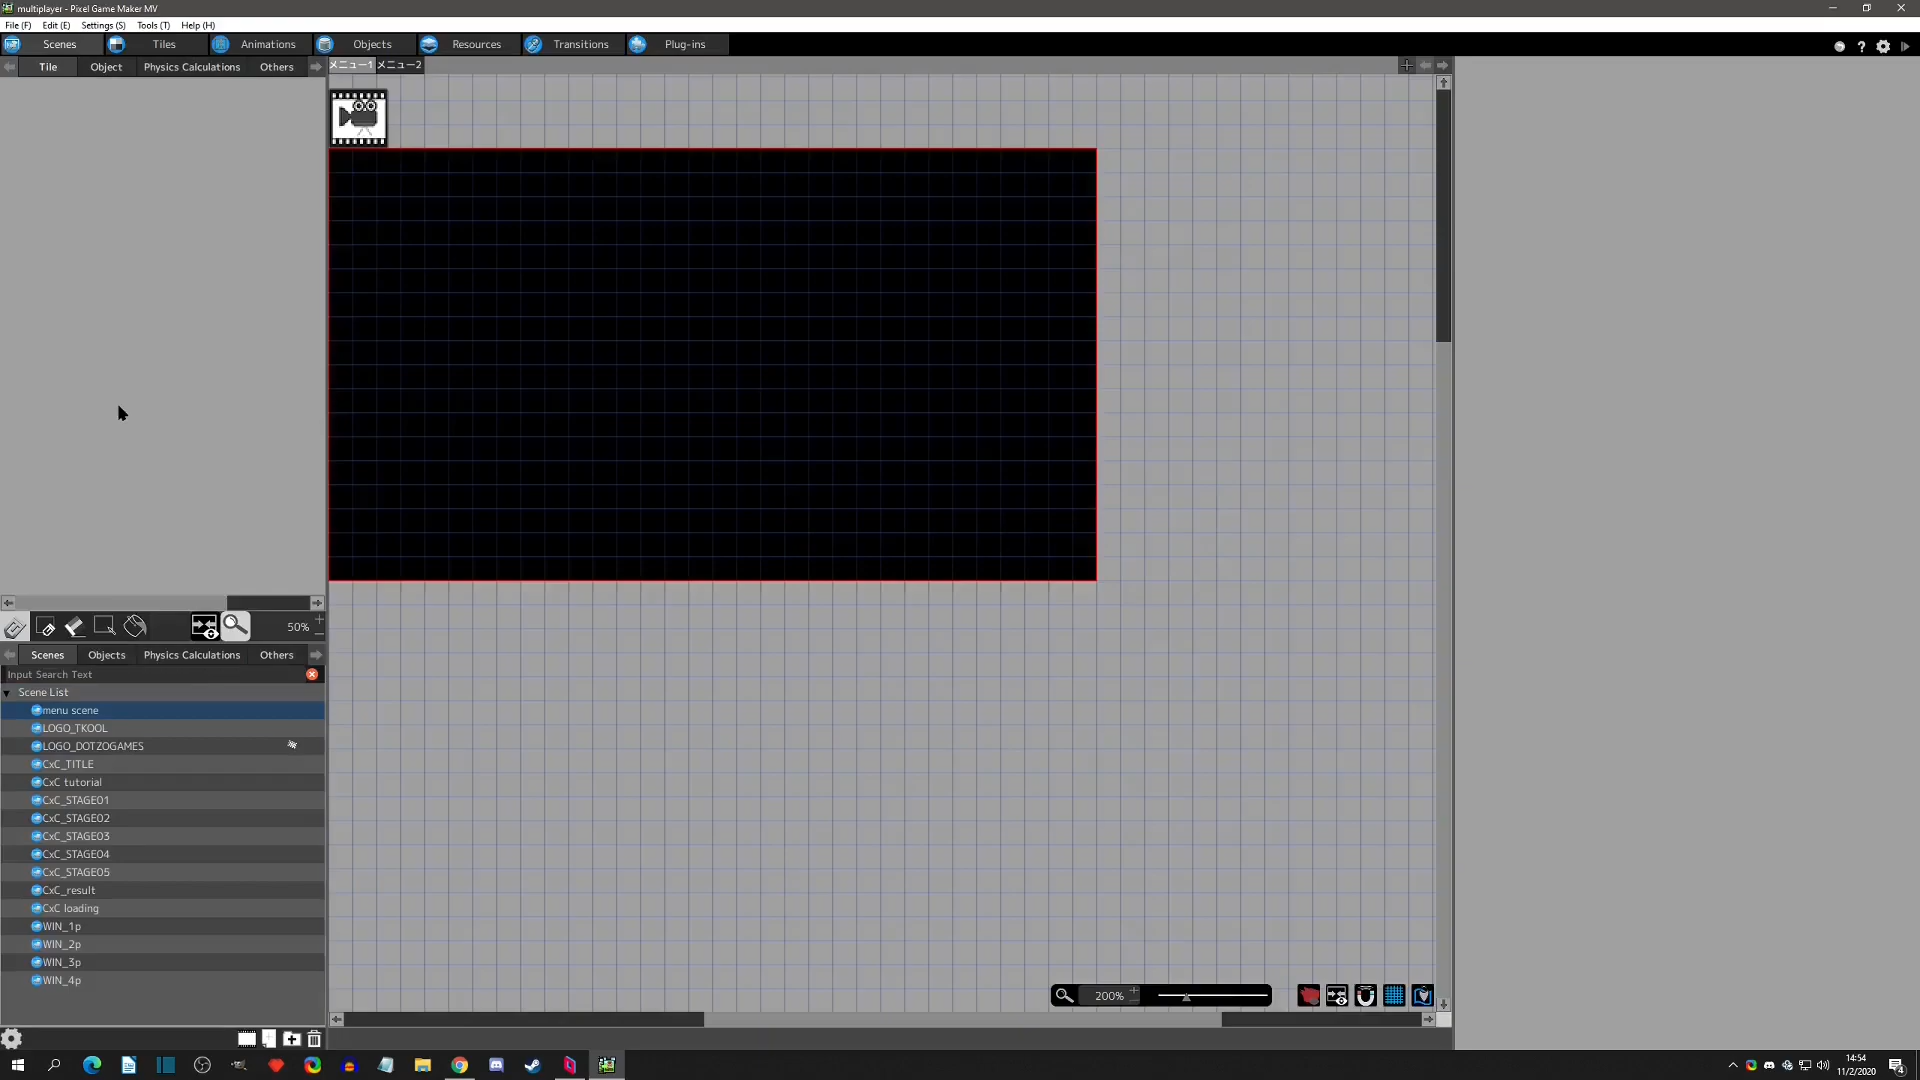 multiplayer - Pixel Game Maker MV
File (F) Edit (E) Settings (S) Tools (T) Help (H)
Scenes Tiles Animations Objects Resources Transitions Plug-ins
Tile Object Physics Calculations Others
メニュー1 メニュー2
50%
Scenes Objects Physics Calculations Others
Input Search Text
Scene List
menu scene
LOGO_TKOOL
LOGO_DOTZOGAMES
CxC_TITLE
CxC tutorial
CxC_STAGE01
CxC_STAGE02
CxC_STAGE03
CxC_STAGE04
CxC_STAGE05
CxC_result
CxC loading
WIN_1p
WIN_2p
WIN_3p
WIN_4p
200%
14:54
11/2/2020
4